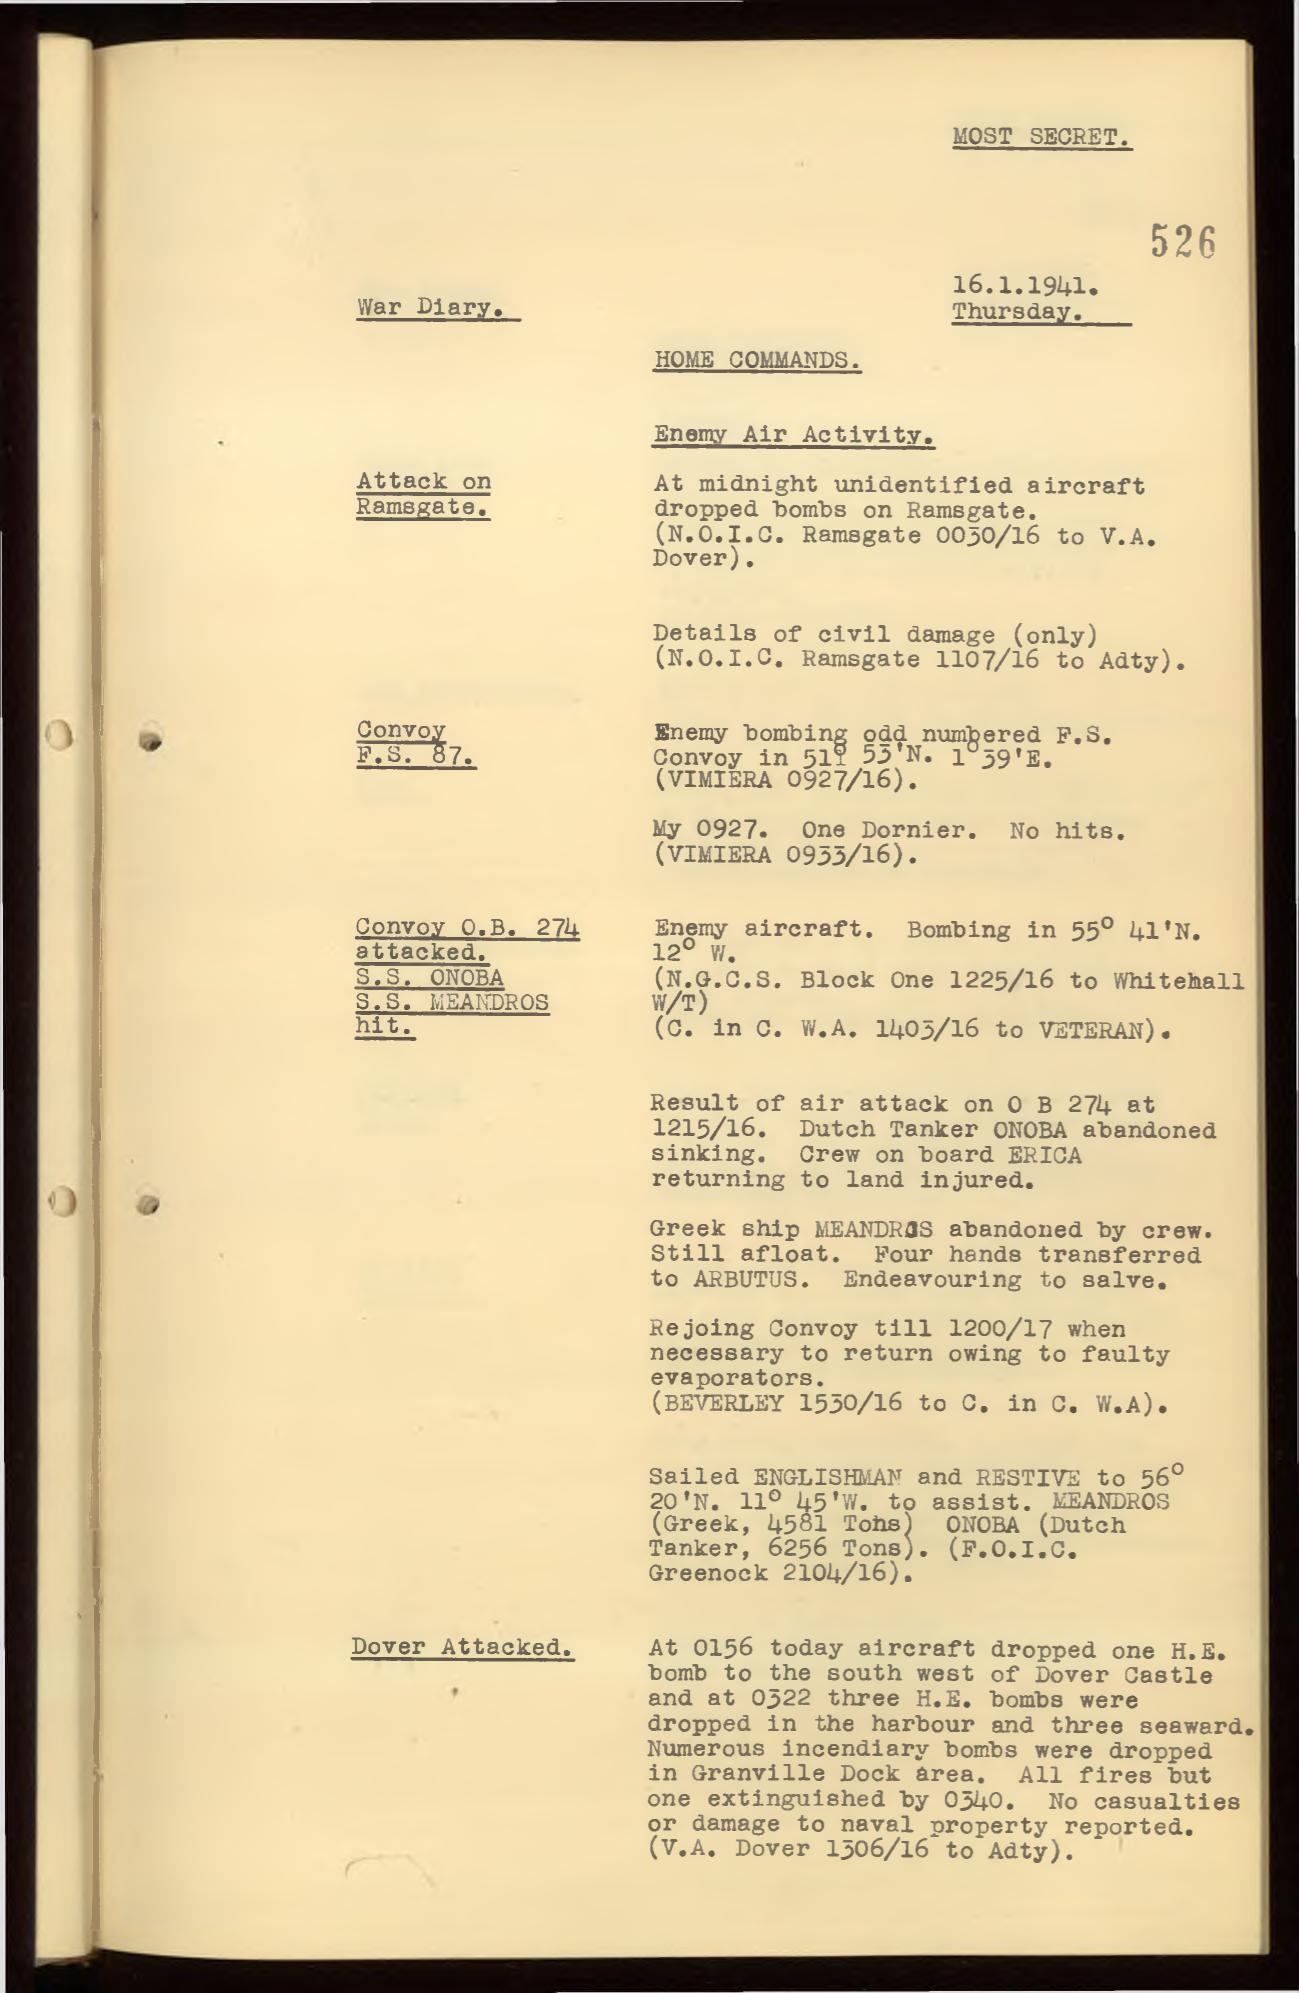 MOST SECRET.
526
16.1.1941.
War Diary.
Thursday.
HOME COMMANDS.
Enemy Air Activity.
Attack on
Ramsgate.
At midnight unidentified aircraft
dropped bombs on Ramsgate.
(N.O.I.C. Ramsgate 0030/16 to V.A.
Dover).
Details of civil damage (only)
(N.O.I.C. Ramsgate 1107/16 to Adty).
Convoy
F.S. 87.
Enemy bombing odd numbered F.S.
Convoy in 51° 53'N. 1°39'E.
(VIMIERA 0927/16).
My 0927. One Dornier. No hits.
(VIMIERA 0933/16).
Convoy O.B. 274
attacked.
S.S. ONOBA
S.S. MEANDROS
hit.
Enemy aircraft. Bombing in 55° 41'N.
12° W.
(N.G.C.S. Block One 1225/16 to Whitehall
W/T)
(C. in C. W.A. 1403/16 to VETERAN).
Result of air attack on O B 274 at
1215/16. Dutch Tanker ONOBA abandoned
sinking. Crew on board ERICA
returning to land injured.
Greek ship MEANDROS abandoned by crew.
Still afloat. Four hands transferred
to ARBUTUS. Endeavouring to salve.
Rejoing Convoy till 1200/17 when
necessary to return owing to faulty
evaporators.
(BEVERLEY 1530/16 to C. in C. W.A).
Sailed ENGLISHMAN and RESTIVE to 56°
20'N. 11° 45'W. to assist. MEANDROS
(Greek, 4581 Tons) ONOBA (Dutch
Tanker, 6256 Tons). (F.O.I.C.
Greenock 2104/16).
Dover Attacked.
At 0156 today aircraft dropped one H.E.
bomb to the south west of Dover Castle
and at 0322 three H.E. bombs were
dropped in the harbour and three seaward.
Numerous incendiary bombs were dropped
in Granville Dock area. All fires but
one extinguished by 0340. No casualties
or damage to naval property reported.
(V.A. Dover 1306/16 to Adty).